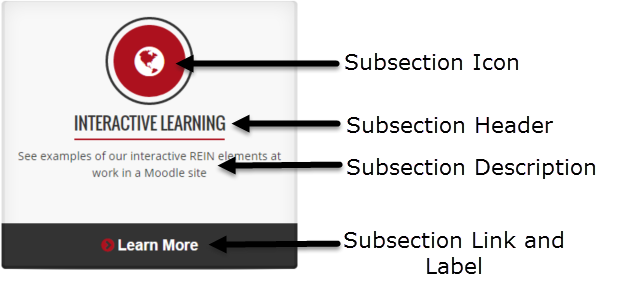 Subsection Icon
INTERACTIVE LEARNING
Subsection Header
See examples of our interactive REIN elements at
work in a Moodle site
Subsection Description
Learn More
Subsection Link and
Label